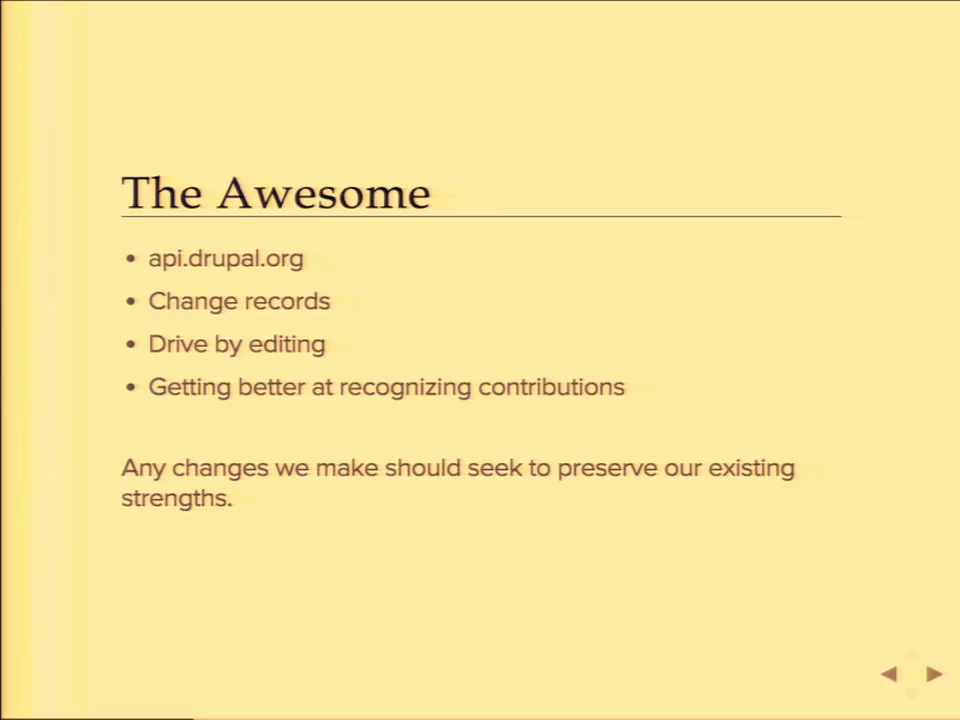 The Awesome
• api.drupal.org
• Change records
• Drive by editing
• Getting better at recognizing contributions
Any changes we make should seek to preserve our existing
strengths.